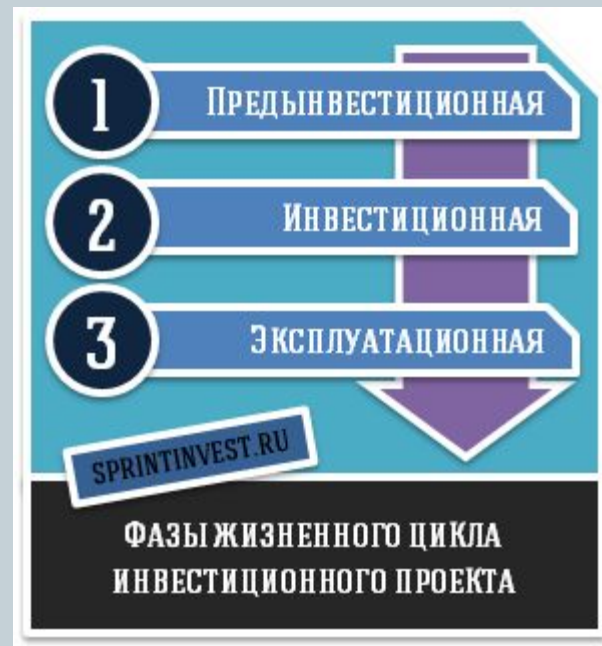 1
ПРЕДЫНВЕСТИЦИОННАЯ
2
ИНВЕСТИЦИОННАЯ
3
ЭКСПЛУАТАЦИОННАЯ
SPRINTINVEST.RU
ФАЗЫ ЖИЗНЕННОГО ЦИКЛА
ИНВЕСТИЦИОННОГО ПРОЕКТА